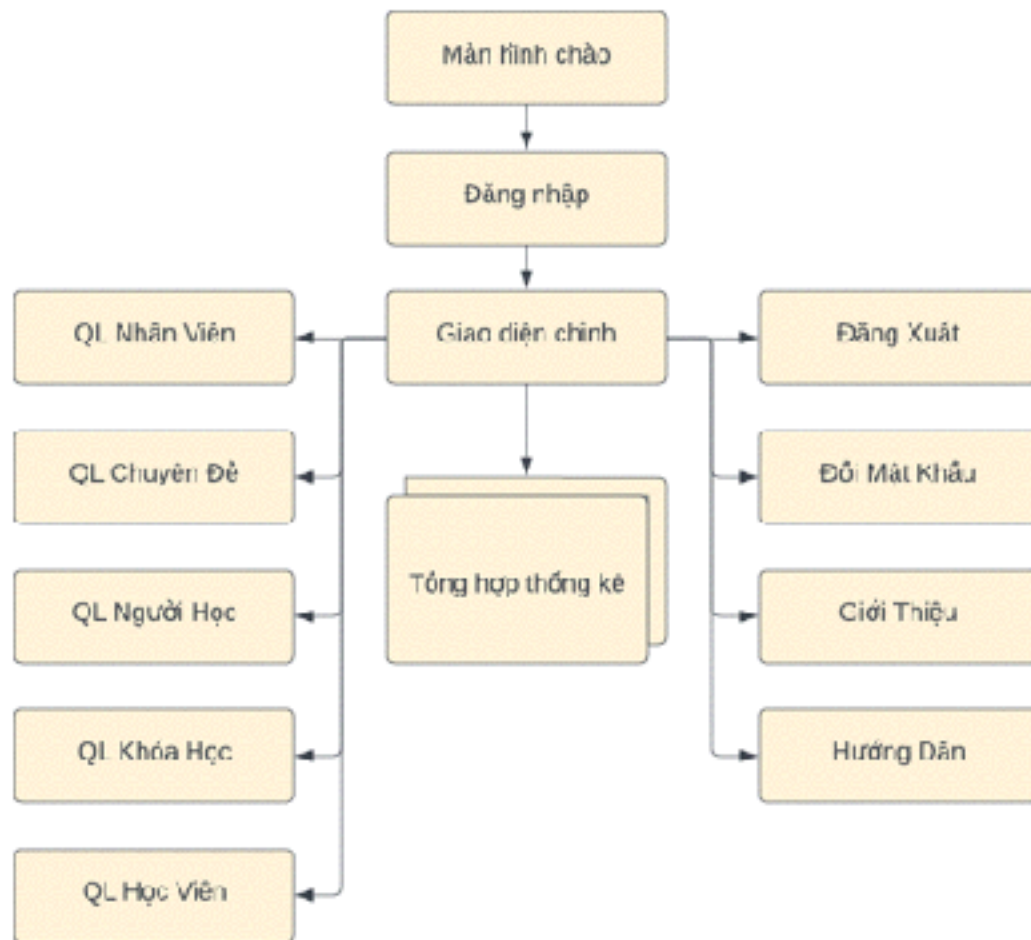 Màn hình chào
Đăng nhập
QL Nhân Viên
Giao diện chính
Đăng Xuất
QL Chuyên Đề
Đổi Mật Khẩu
QL Người Học
Tổng hợp thống kê
Giới Thiệu
QL Khóa Học
Hướng Dẫn
QL Học Viên